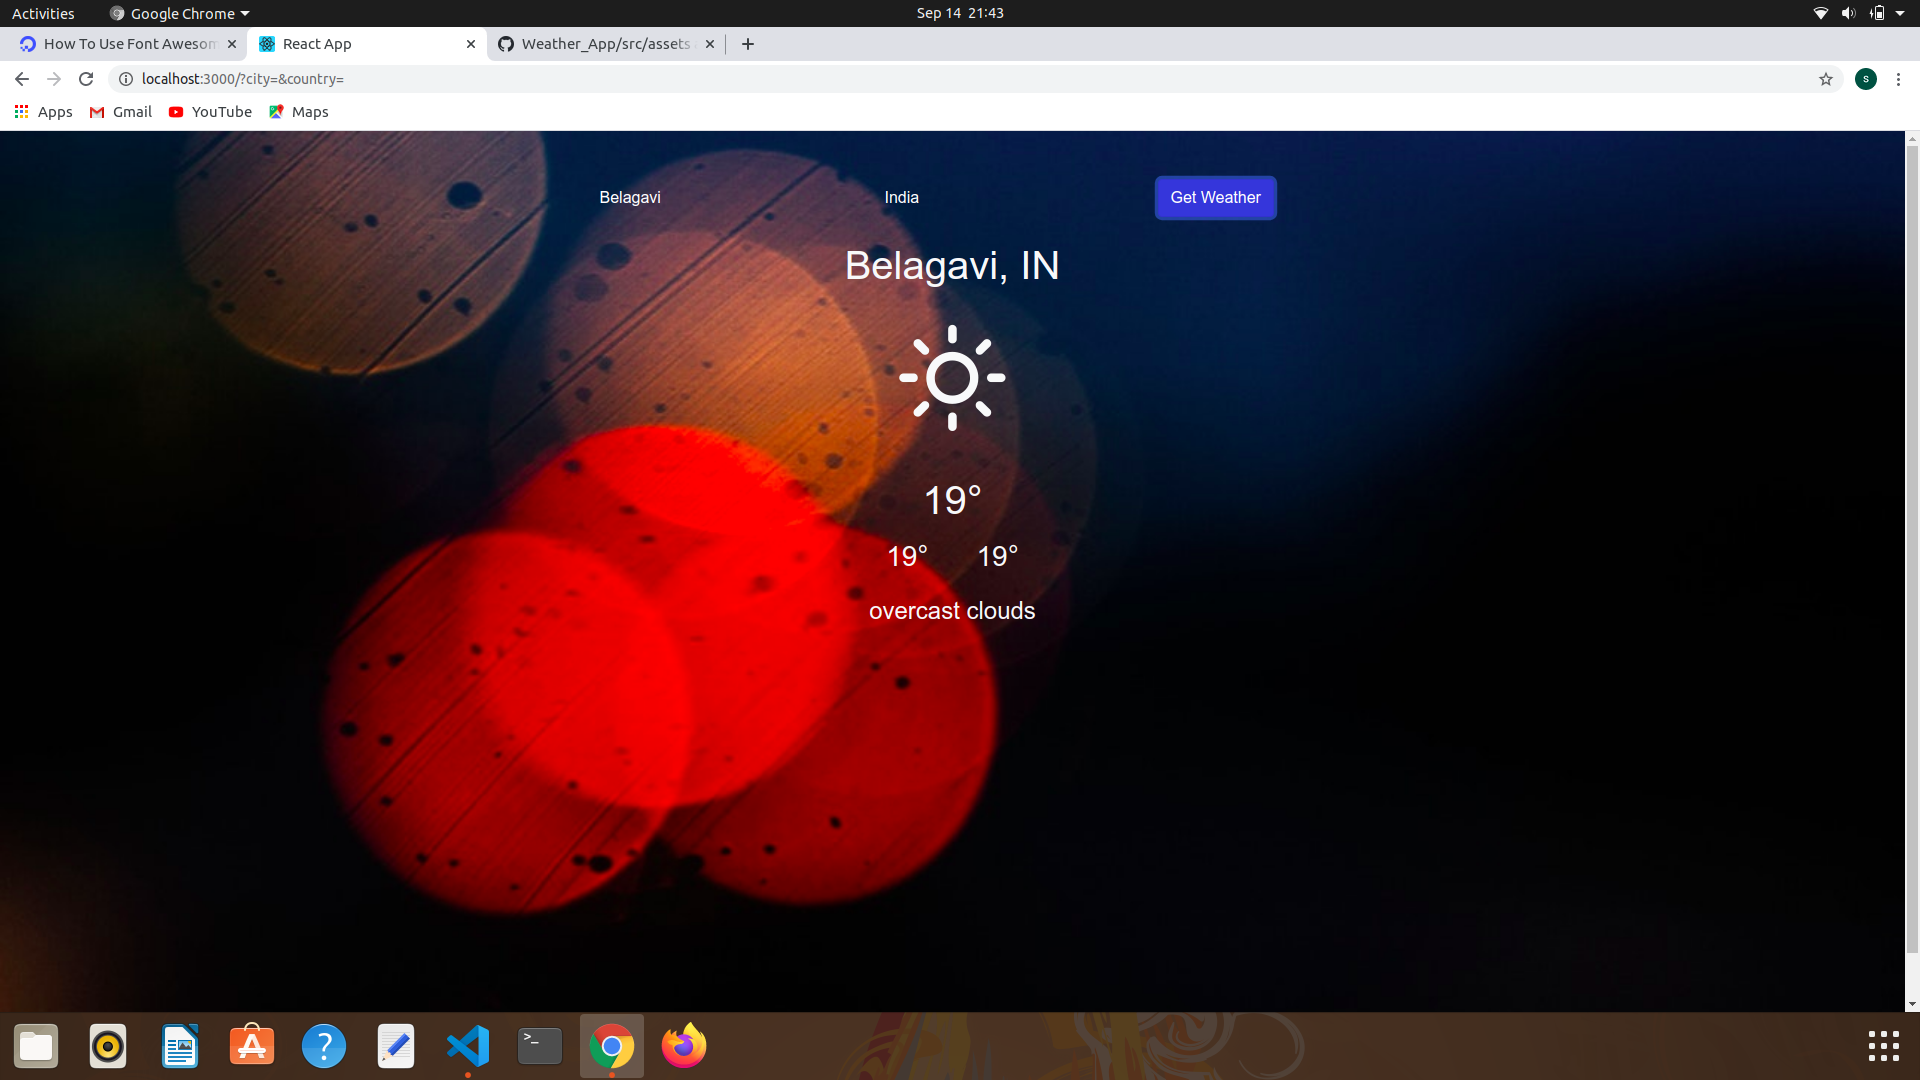 Activities
Google Chrome
Sep 14 21:43
How To Use Font Awesom
React App
Weather_App/src/assets
localhost:3000/?city=&country=
S
Apps
Gmail
YouTube
Maps
Belagavi
India
Get Weather
Belagavi, IN
19°
19° 19°
overcast clouds